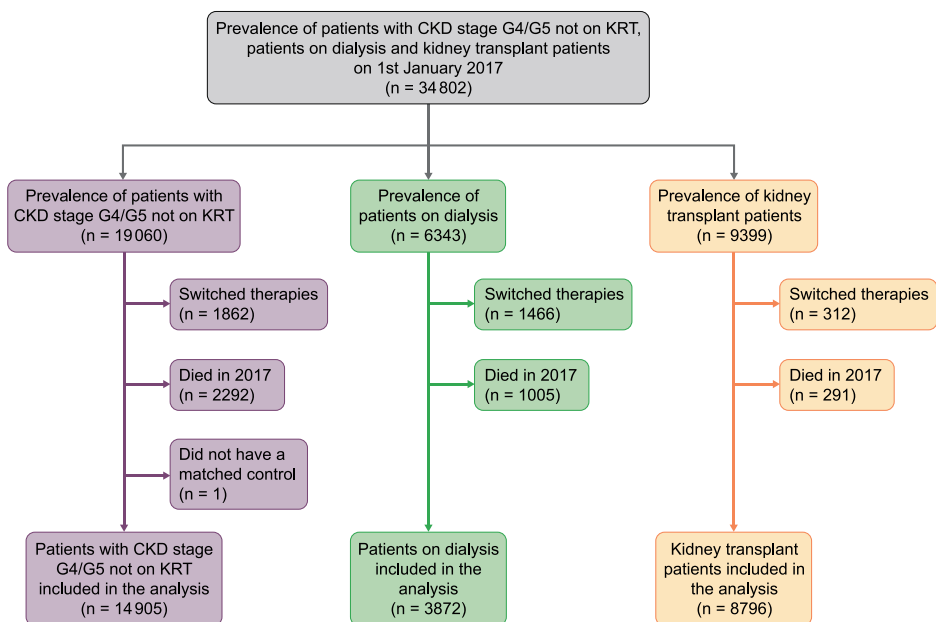 Prevalence of patients with CKD stage G4/G5 not on KRT,
patients on dialysis and kidney transplant patients
on 1st January 2017
(n = 34 802)
Prevalence of patients with
CKD stage G4/G5 not on KRT
(n = 19 060)
Switched therapies
(n = 1862)
Died in 2017
(n = 2292)
Did not have a
matched control
(n = 1)
Patients with CKD stage
G4/G5 not on KRT
included in the analysis
(n = 14 905)
Prevalence of
patients on dialysis
(n = 6343)
Switched therapies
(n = 1466)
Died in 2017
(n = 1005)
Patients on dialysis
included in the
analysis
(n = 3872)
Prevalence of kidney
transplant patients
(n = 9399)
Switched therapies
(n = 312)
Died in 2017
(n = 291)
Kidney transplant
patients included in
the analysis
(n = 8796)